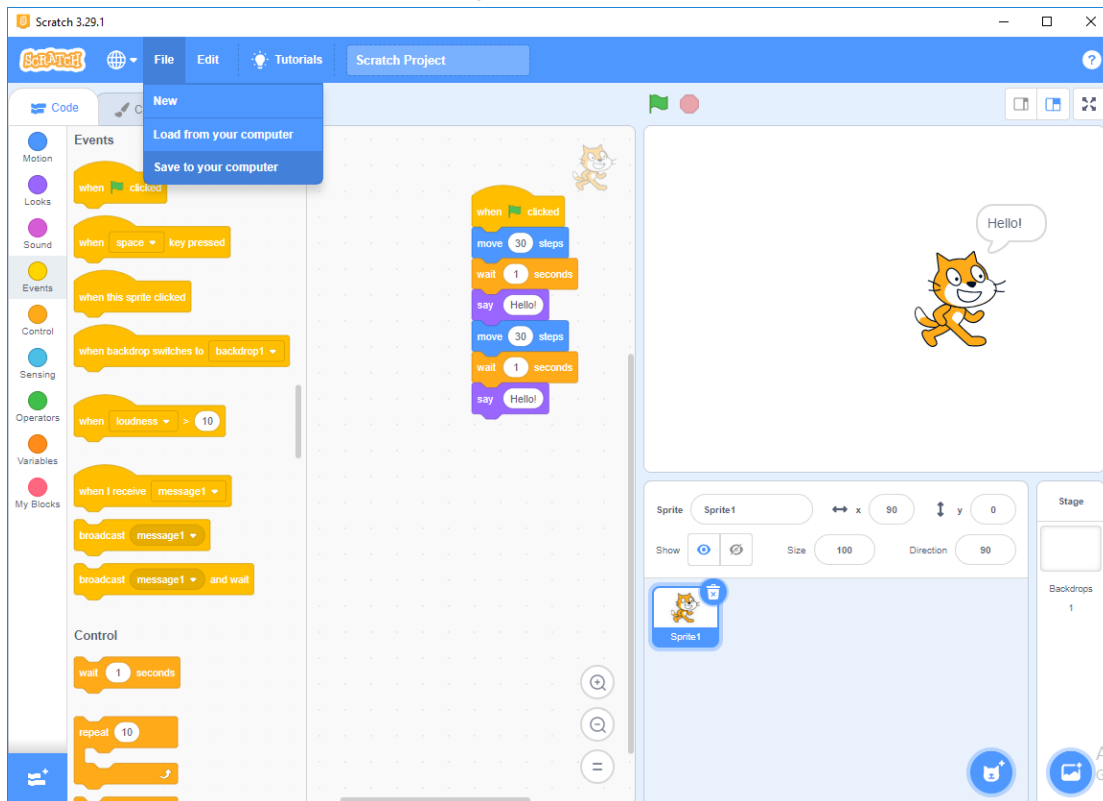 Scratch 3.29.1
SCRATCH
File
Edit
Tutorials
Scratch Project
?
Code
C
New
Load from your computer
Save to your computer
Motion
Looks
Sound
Events
Control
Sensing
Operators
Variables
My Blocks
Events
when clicked
when space key pressed
when this sprite clicked
when backdrop switches to backdrop1
when loudness > 10
when I receive message1
broadcast message1
broadcast message1 and wait
Control
wait 1 seconds
repeat 10
when clicked
move 30 steps
wait 1 seconds
say Hello!
move 30 steps
wait 1 seconds
say Hello!
Hello!
Sprite Sprite1 x 90 y 0
Show Size 100 Direction 90
Sprite1
Stage
Backdrops
1